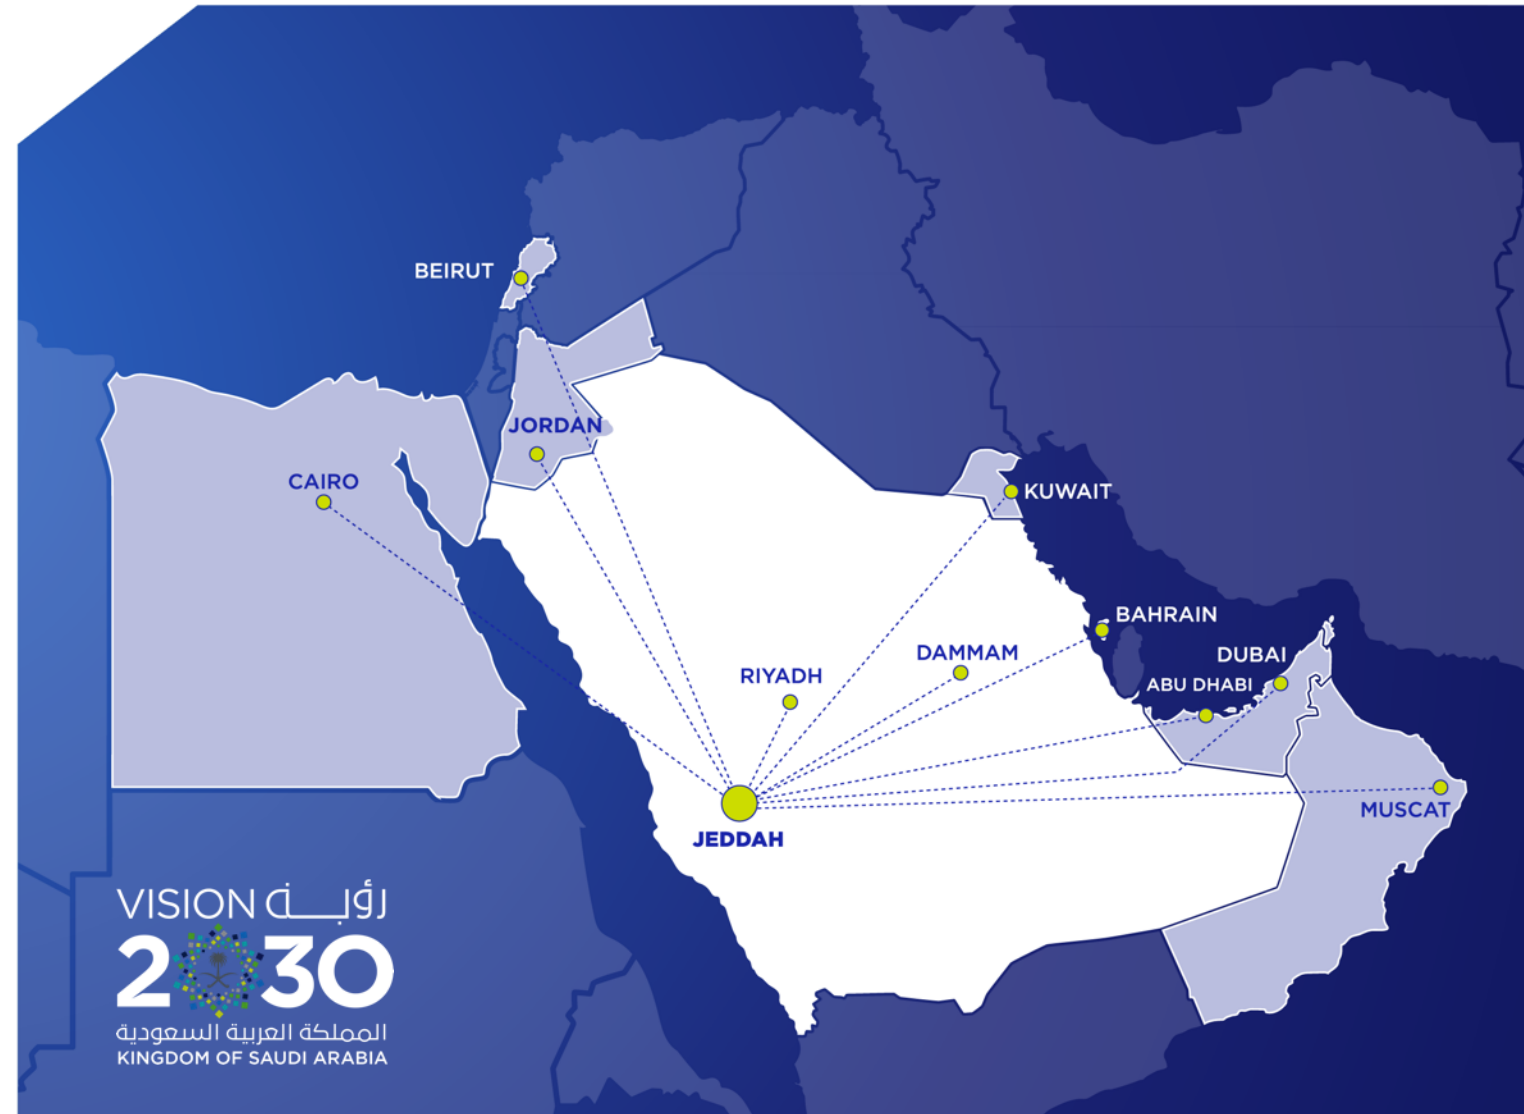 BEIRUT
JORDAN
CAIRO
KUWAIT
BAHRAIN
DAMMAM
DUBAI
RIYADH
ABU DHABI
MUSCAT
JEDDAH
VISION رؤيـــة
2030
المملكة العربية السعودية
KINGDOM OF SAUDI ARABIA